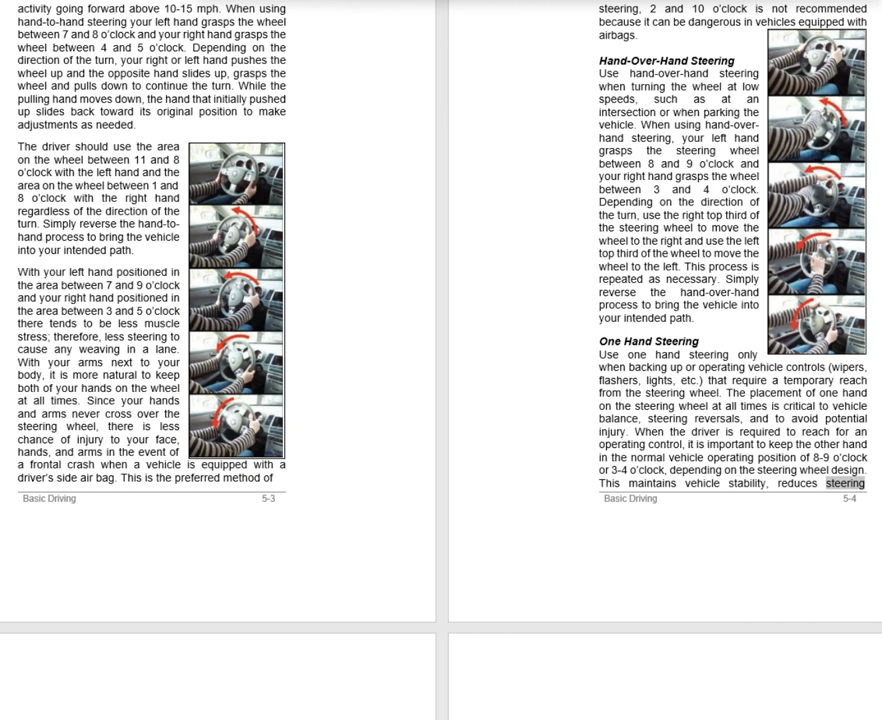 activity going forward above 10-15 mph. When using
hand-to-hand steering your left hand grasps the wheel
between 7 and 8 o'clock and your right hand grasps the
wheel between 4 and 5 o'clock. Depending on the
direction of the turn, your right or left hand pushes the
wheel up and the opposite hand slides up, grasps the
wheel and pulls down to continue the turn. While the
pulling hand moves down, the hand that initially pushed
up slides back toward its original position to make
adjustments as needed.
The driver should use the area
on the wheel between 11 and 8
o'clock with the left hand and the
area on the wheel between 1 and
8 o'clock with the right hand
regardless of the direction of the
turn. Simply reverse the hand-to-
hand process to bring the vehicle
into your intended path.
With your left hand positioned in
the area between 7 and 9 o'clock
and your right hand positioned in
the area between 3 and 5 o'clock
there tends to be less muscle
stress; therefore, less steering to
cause any weaving in a lane.
With your arms next to your
body, it is more natural to keep
both of your hands on the wheel
at all times. Since your hands
and arms never cross over the
steering wheel, there is less
chance of injury to your face,
hands, and arms in the event of
a frontal crash when a vehicle is equipped with a
driver's side air bag. This is the preferred method of
Basic Driving 5-3
steering, 2 and 10 o'clock is not recommended
because it can be dangerous in vehicles equipped with
airbags.
Hand-Over-Hand Steering
Use hand-over-hand steering
when turning the wheel at low
speeds, such as at an
intersection or when parking the
vehicle. When using hand-over-
hand steering, your left hand
grasps the steering wheel
between 8 and 9 o'clock and
your right hand grasps the wheel
between 3 and 4 o'clock.
Depending on the direction of
the turn, use the right top third of
the steering wheel to move the
wheel to the right and use the left
top third of the wheel to move the
wheel to the left. This process is
repeated as necessary. Simply
reverse the hand-over-hand
process to bring the vehicle into
your intended path.
One Hand Steering
Use one hand steering only
when backing up or operating vehicle controls (wipers,
flashers, lights, etc.) that require a temporary reach
from the steering wheel. The placement of one hand
on the steering wheel at all times is critical to vehicle
balance, steering reversals, and to avoid potential
injury. When the driver is required to reach for an
operating control, it is important to keep the other hand
in the normal vehicle operating position of 8-9 o'clock
or 3-4 o'clock, depending on the steering wheel design.
This maintains vehicle stability, reduces steering
Basic Driving 5-4